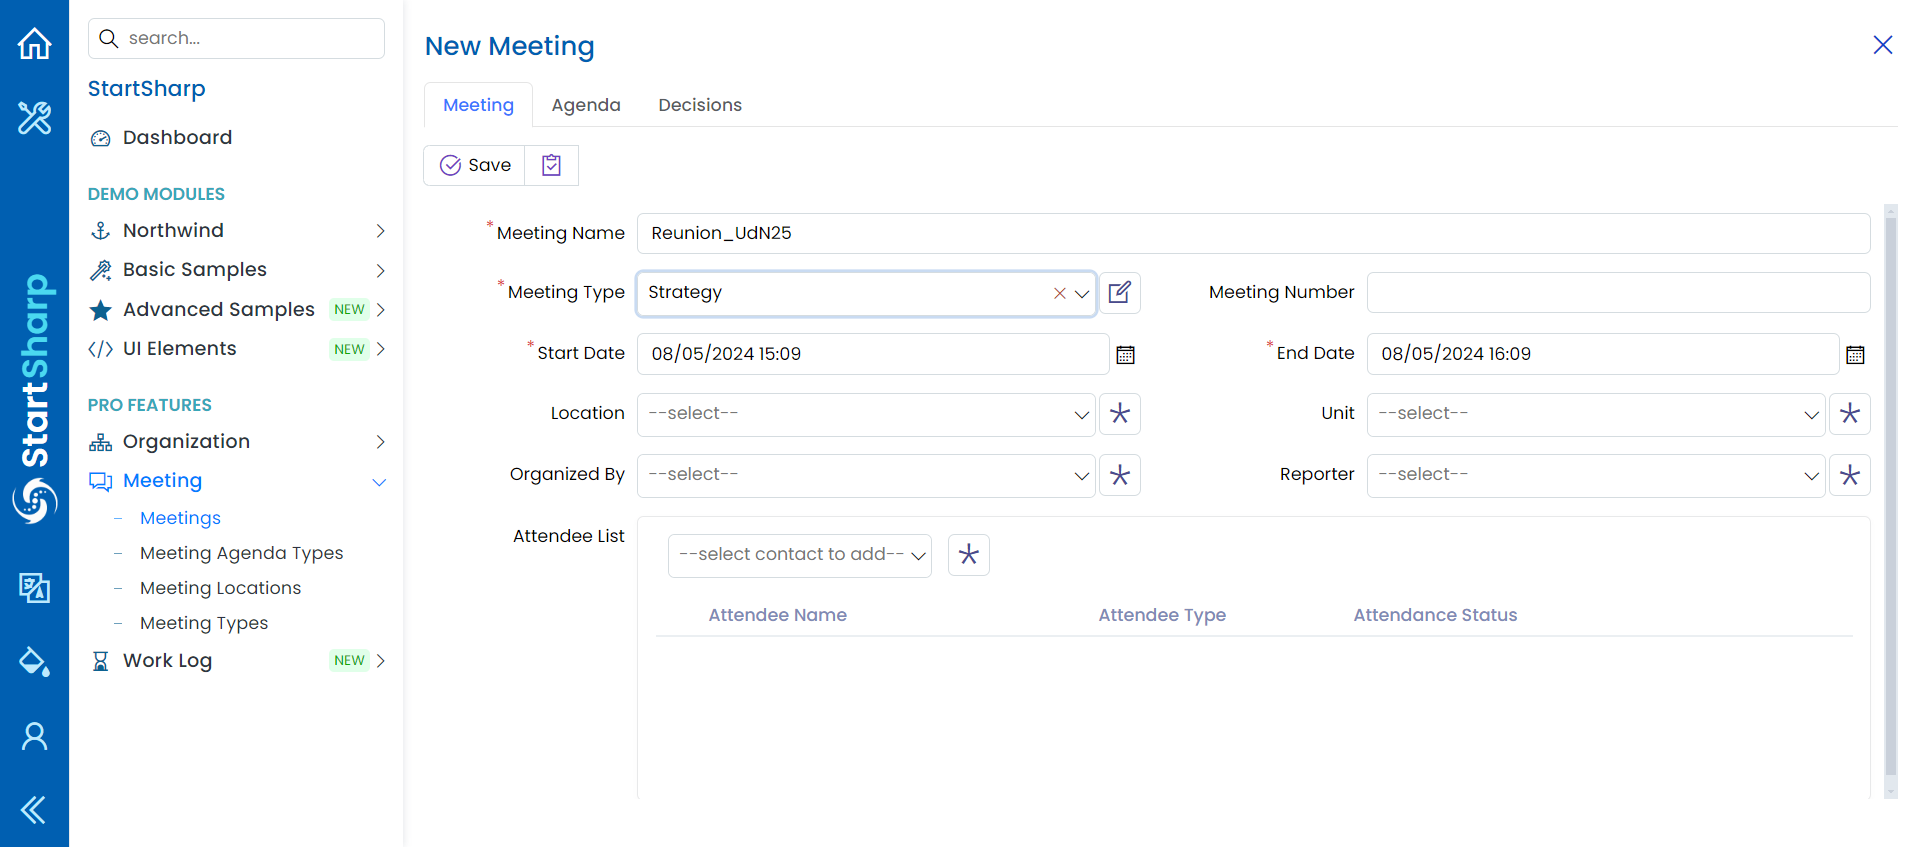 search...
StartSharp
Dashboard
DEMO MODULES
Northwind
Basic Samples
Advanced Samples NEW
UI Elements NEW
PRO FEATURES
Organization
Meeting
Meetings
Meeting Agenda Types
Meeting Locations
Meeting Types
Work Log NEW
StartSharp
New Meeting
Meeting Agenda Decisions
Save
*Meeting Name Reunion_UdN25
*Meeting Type Strategy Meeting Number
*Start Date 08/05/2024 15:09 *End Date 08/05/2024 16:09
Location --select-- Unit --select--
Organized By --select-- Reporter --select--
Attendee List --select contact to add--
Attendee Name Attendee Type Attendance Status